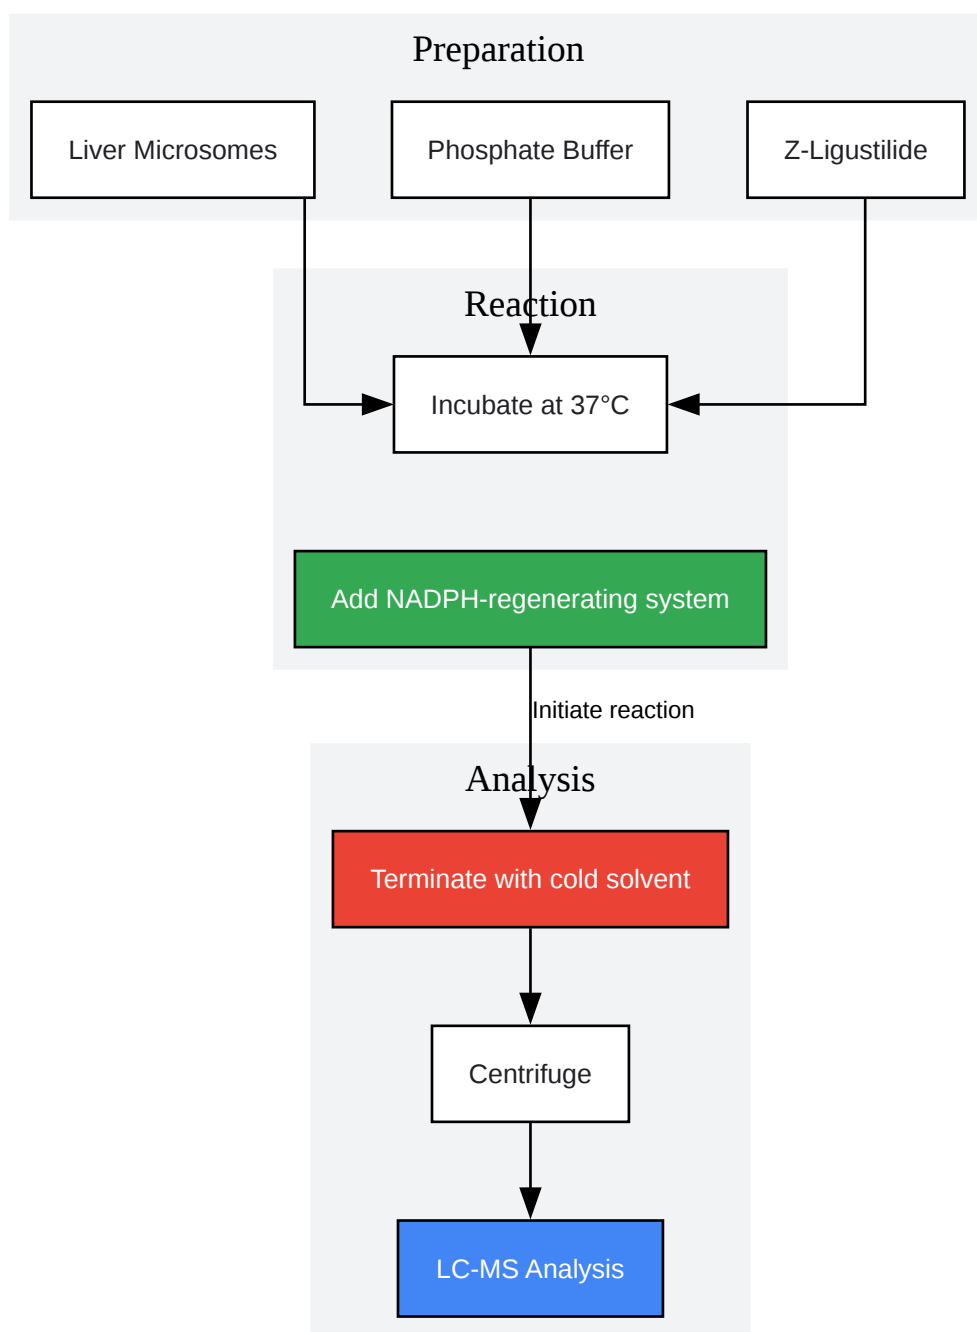 Preparation
Liver Microsomes
Phosphate Buffer
Z-Ligustilide
Reaction
Incubate at 37°C
Add NADPH-regenerating system
Initiate reaction
Analysis
Terminate with cold solvent
Centrifuge
LC-MS Analysis